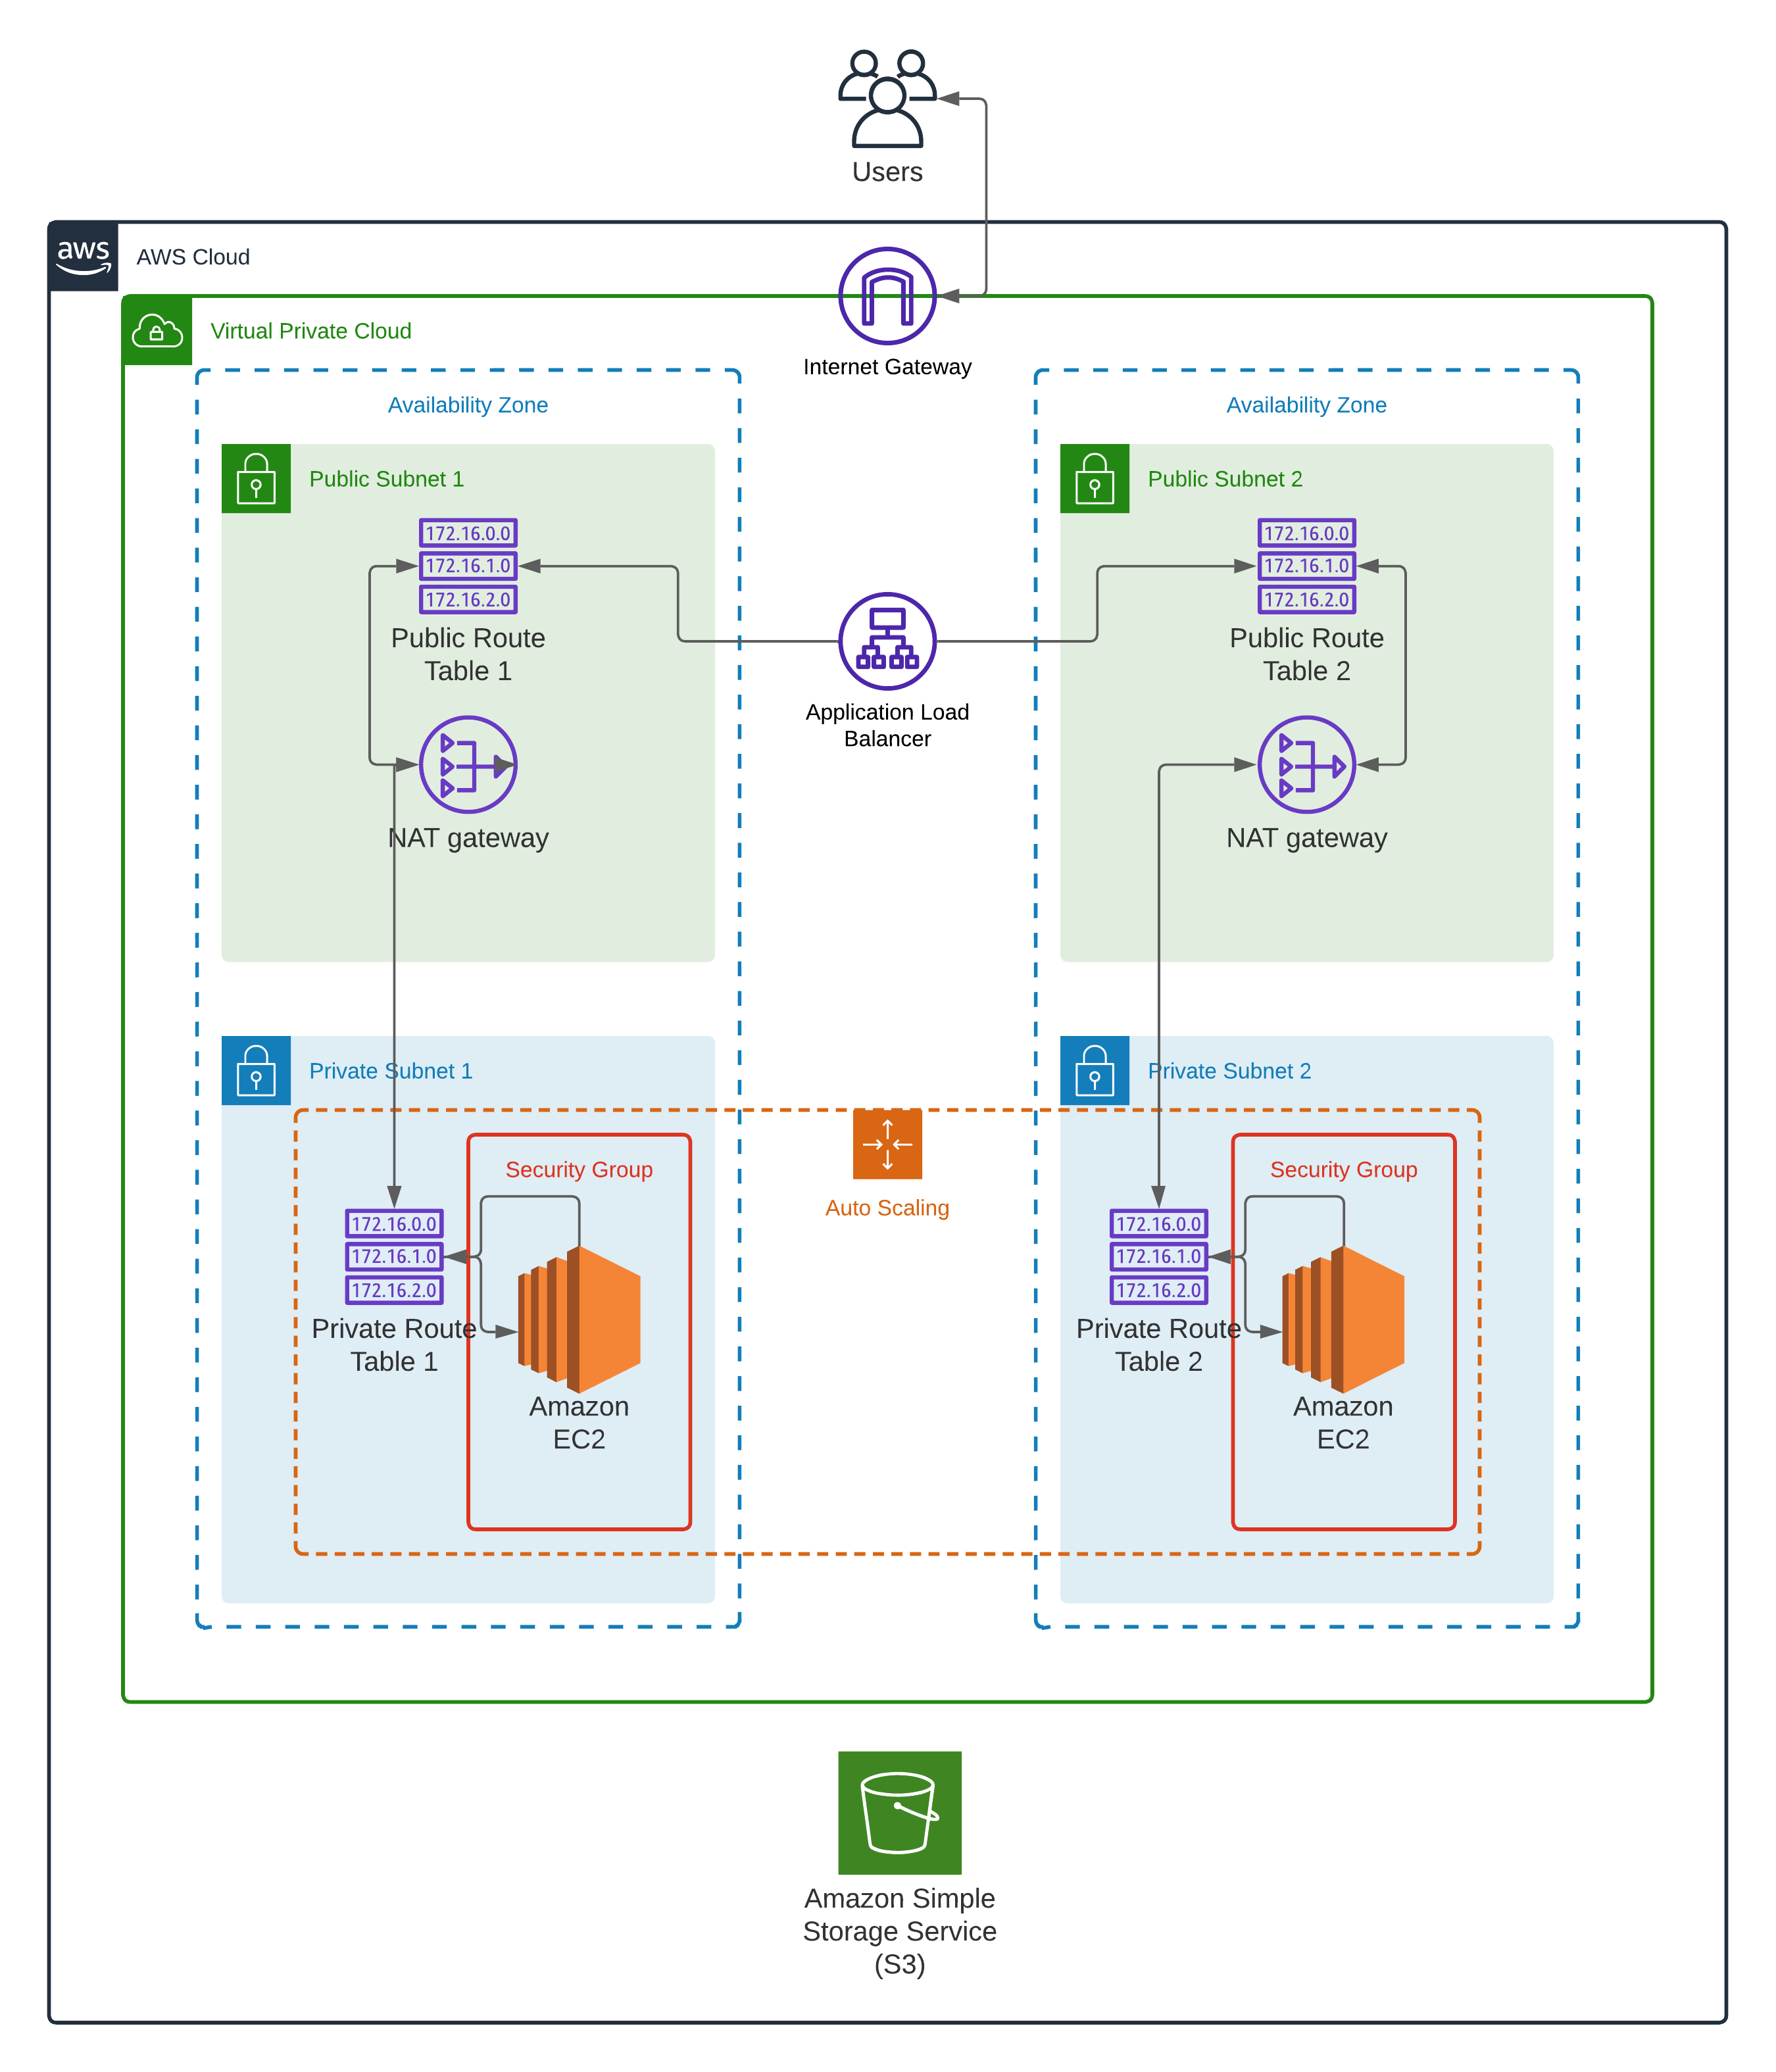 Users
aws
AWS Cloud
Virtual Private Cloud
Internet Gateway
Availability Zone
Availability Zone
Public Subnet 1
Public Subnet 2
172.16.0.0
172.16.1.0
172.16.2.0
Public Route
Table 1
172.16.0.0
172.16.1.0
172.16.2.0
Public Route
Table 2
Application Load
Balancer
NAT gateway
NAT gateway
Private Subnet 1
Private Subnet 2
Security Group
Security Group
Auto Scaling
172.16.0.0
172.16.1.0
172.16.2.0
Private Route
Table 1
Amazon
EC2
172.16.0.0
172.16.1.0
172.16.2.0
Private Route
Table 2
Amazon
EC2
Amazon Simple
Storage Service
(S3)